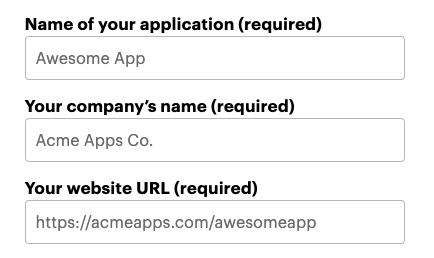 Name of your application (required)
Awesome App
Your company’s name (required)
Acme Apps Co.
Your website URL (required)
https://acmeapps.com/awesomeapp